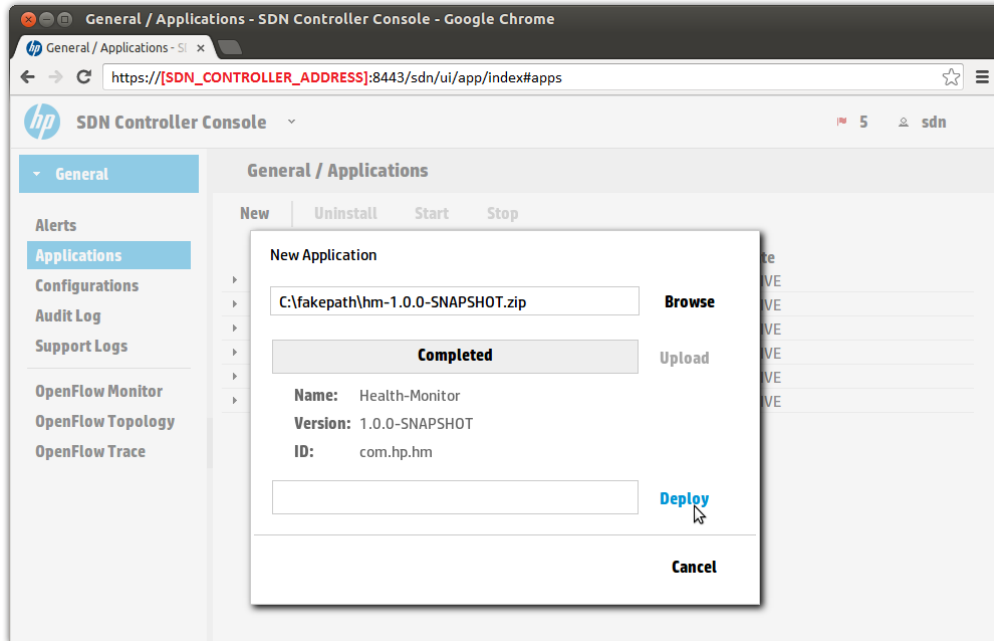 General / Applications - SDN Controller Console - Google Chrome
General / Applications - S
https://[SDN_CONTROLLER_ADDRESS]:8443/sdn/ui/app/index#apps
hp SDN Controller Console 5 sdn
General
General / Applications
New Uninstall Start Stop
Alerts
Applications
Configurations
Audit Log
Support Logs
OpenFlow Monitor
OpenFlow Topology
OpenFlow Trace
New Application
C:\fakepath\hm-1.0.0-SNAPSHOT.zip Browse
Completed Upload
Name: Health-Monitor
Version: 1.0.0-SNAPSHOT
ID: com.hp.hm
Deploy
Cancel